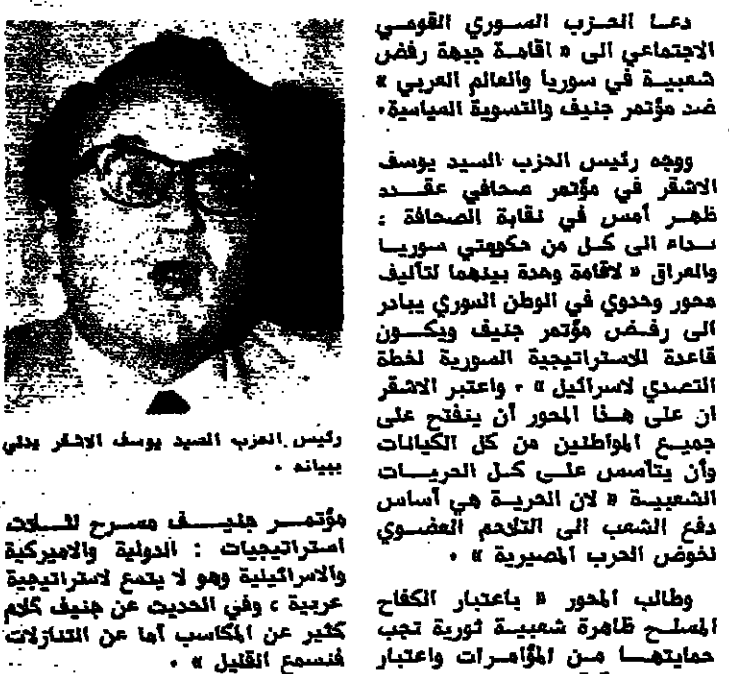 دعا الحزب السوري القومي
الاجتماعي الى « اقامة جبهة رفض
شعبية في سوريا والعالم العربي »
ضد مؤتمر جنيف والتسوية السياسية.
ووجه رئيس الحزب السيد يوسف
الاشقر في مؤتمر صحافي عقد
ظهر أمس في نقابة الصحافة :
نداء الى كل من حكومتي سوريا
والعراق « لاقامة وحدة بينهما لتأليف
محور وحدوي في الوطن السوري يبادر
الى رفض مؤتمر جنيف ويكون
قاعدة للاستراتيجية السورية لخطة
التصدي لاسرائيل » . واعتبر الاشقر
ان على هذا المحور أن ينفتح على
جميع المواطنين من كل الكيانات
وأن يتأسس على كل الحريات
الشعبية « لان الحرية هي أساس
دفع الشعب الى التلاحم العضوي
لخوض الحرب المصيرية » .
وطالب المحور « باعتبار الكفاح
المسلح ظاهرة شعبية ثورية تجب
حمايتها من المؤامرات واعتبار
رئيس الحزب السيد يوسف الاشقر يدلي
ببيانه .
مؤتمر جنيف مسرح لثلاث
استراتيجيات : الدولية والاميركية
والاسرائيلية وهو لا يتسع لاستراتيجية
عربية ، وفي الحديث عن جنيف كلام
كثير عن المكاسب أما عن التنازلات
فنسمع القليل » .